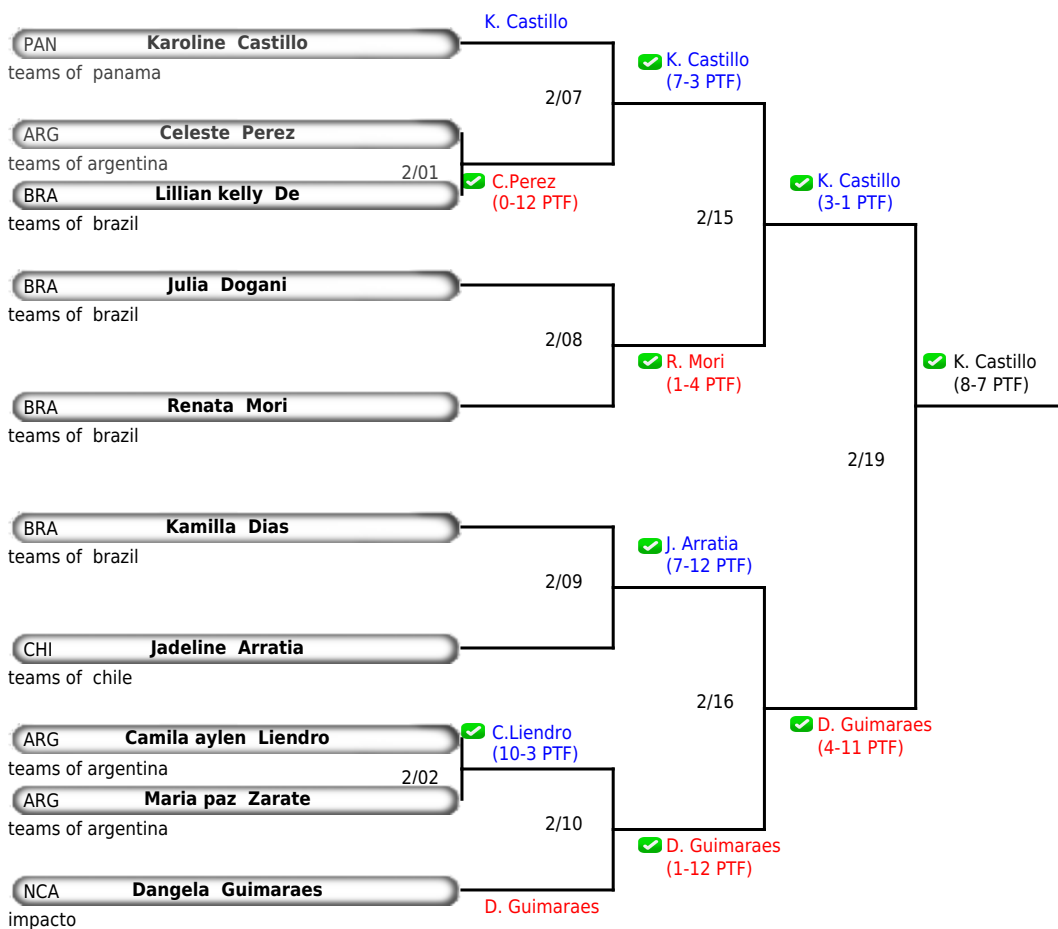 K. Castillo
PAN Karoline Castillo
teams of panama
K. Castillo
(7-3 PTF)
2/07
ARG Celeste Perez
teams of argentina
2/01
C.Perez
(0-12 PTF)
BRA Lillian kelly De
teams of brazil
K. Castillo
(3-1 PTF)
2/15
BRA Julia Dogani
teams of brazil
2/08
R. Mori
(1-4 PTF)
K. Castillo
(8-7 PTF)
BRA Renata Mori
teams of brazil
2/19
BRA Kamilla Dias
teams of brazil
J. Arratia
(7-12 PTF)
2/09
CHI Jadeline Arratia
teams of chile
2/16
D. Guimaraes
(4-11 PTF)
ARG Camila aylen Liendro
teams of argentina
C.Liendro
(10-3 PTF)
2/02
ARG Maria paz Zarate
teams of argentina
2/10
D. Guimaraes
(1-12 PTF)
NCA Dangela Guimaraes
impacto
D. Guimaraes